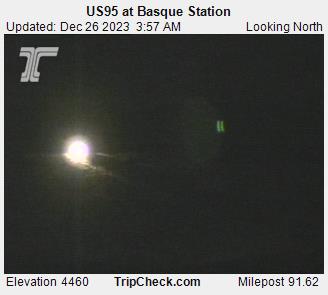 US95 at Basque Station
Updated: Dec 26 2023 3:57 AM Looking North
Elevation 4460 TripCheck.com Milepost 91.62